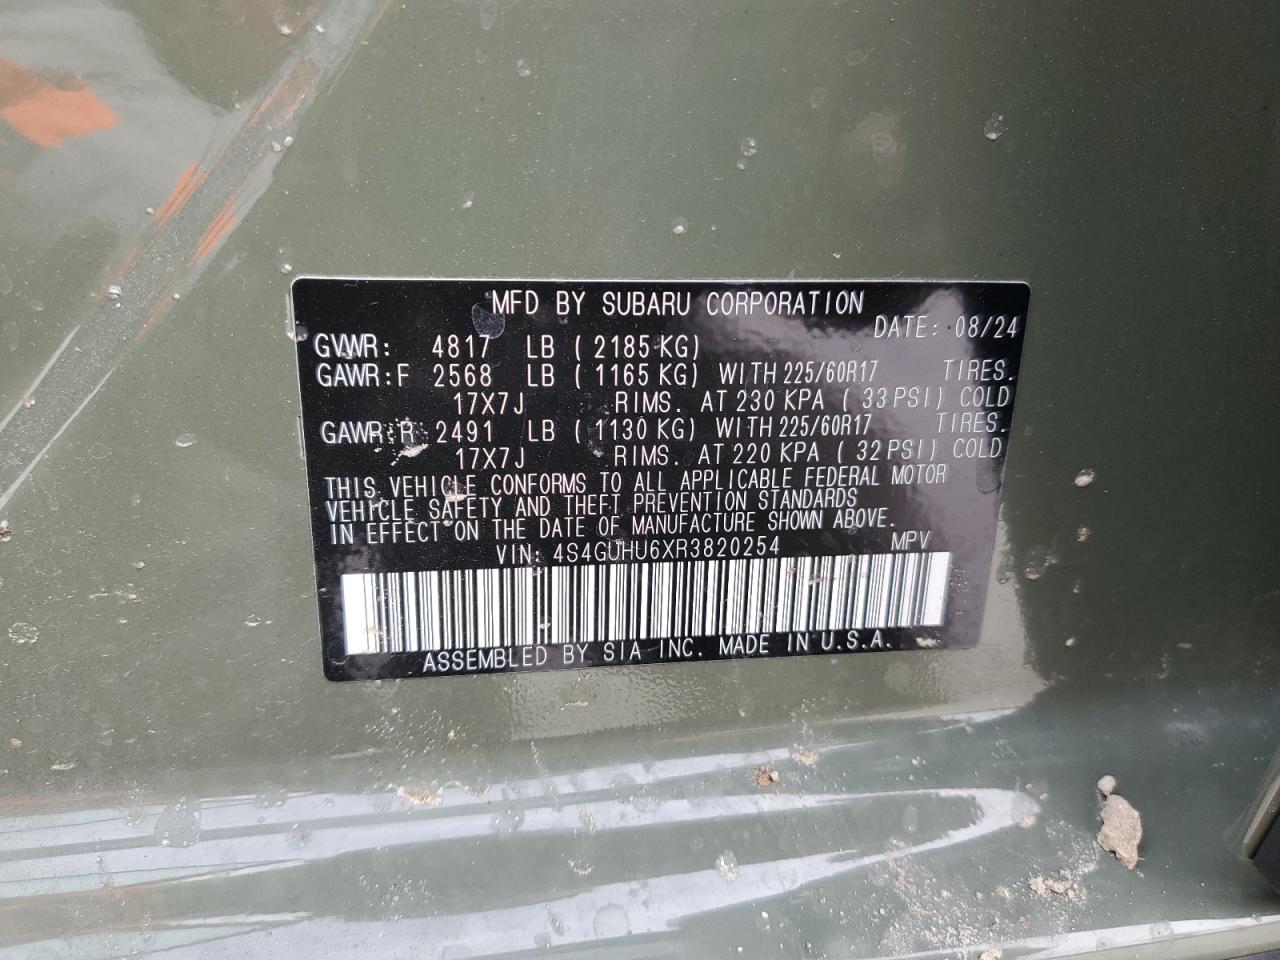 MFD BY SUBARU CORPORATION
DATE: 08/24
GVWR: 4817 LB ( 2185 KG)
GAWR:F 2568 LB ( 1165 KG) WITH 225/60R17 TIRES.
17X7J RIMS. AT 230 KPA ( 33 PSI) COLD
GAWR:R 2491 LB ( 1130 KG) WITH 225/60R17 TIRES.
17X7J RIMS. AT 220 KPA ( 32 PSI) COLD
THIS VEHICLE CONFORMS TO ALL APPLICABLE FEDERAL MOTOR
VEHICLE SAFETY AND THEFT PREVENTION STANDARDS
IN EFFECT ON THE DATE OF MANUFACTURE SHOWN ABOVE.
VIN: 4S4GUHU6XR3820254 MPV
ASSEMBLED BY SIA INC. MADE IN U.S.A.